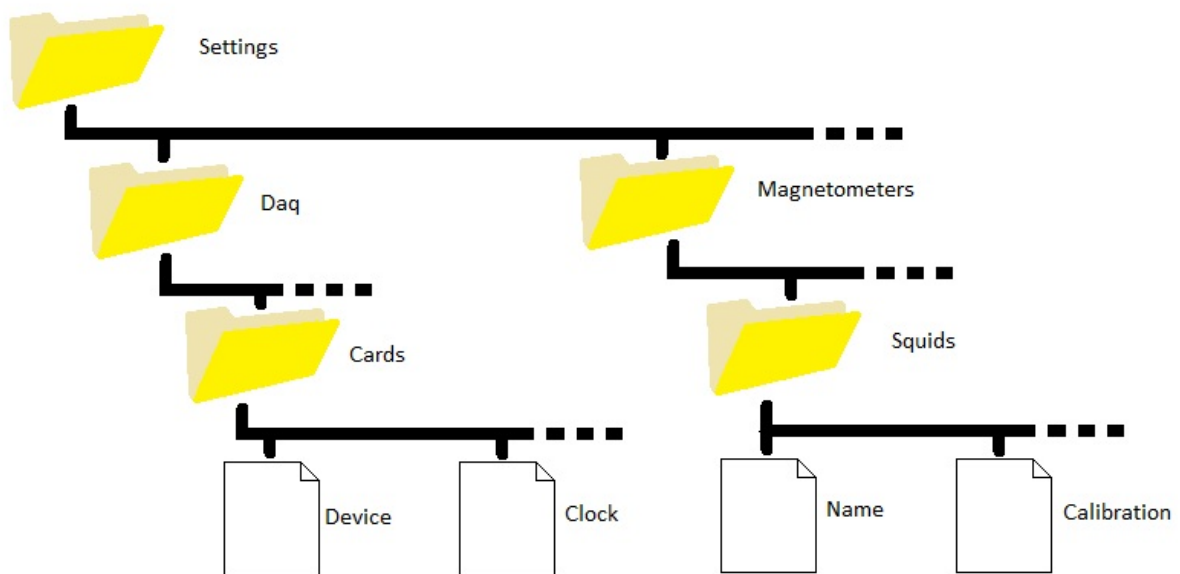 Settings
Daq
Magnetometers
Cards
Squids
Device
Clock
Name
Calibration